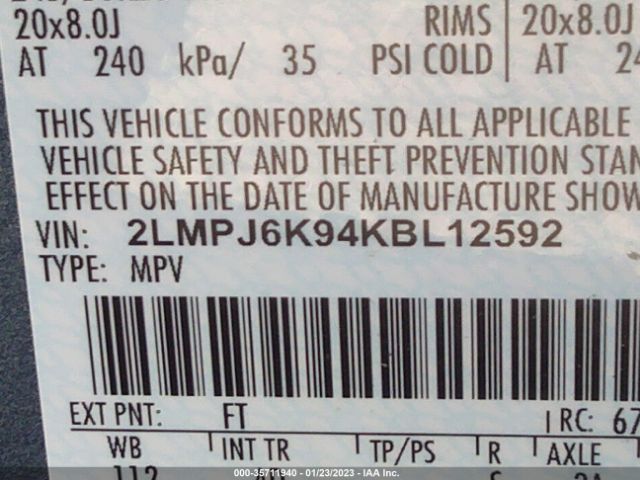 20x8.0J RIMS 20x8.0J
AT 240 kPa/ 35 PSI COLD AT 24
THIS VEHICLE CONFORMS TO ALL APPLICABLE
VEHICLE SAFETY AND THEFT PREVENTION STAN
EFFECT ON THE DATE OF MANUFACTURE SHOW
VIN: 2LMPJ6K94KBL12592
TYPE: MPV
EXT PNT: FT RC: 67
WB INT TR TP/PS R AXLE
112
000-35711940 - 01/23/2023 - IAA Inc.